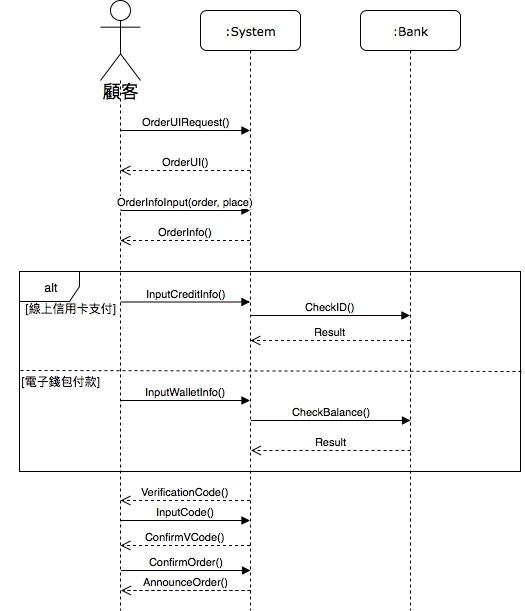 :System
:Bank
顧客
OrderUIRequest()
OrderUI()
OrderInfoInput(order, place)
OrderInfo()
alt
[線上信用卡支付]
InputCreditInfo()
CheckID()
Result
[電子錢包付款]
InputWalletInfo()
CheckBalance()
Result
VerificationCode()
InputCode()
ConfirmVCode()
ConfirmOrder()
AnnounceOrder()